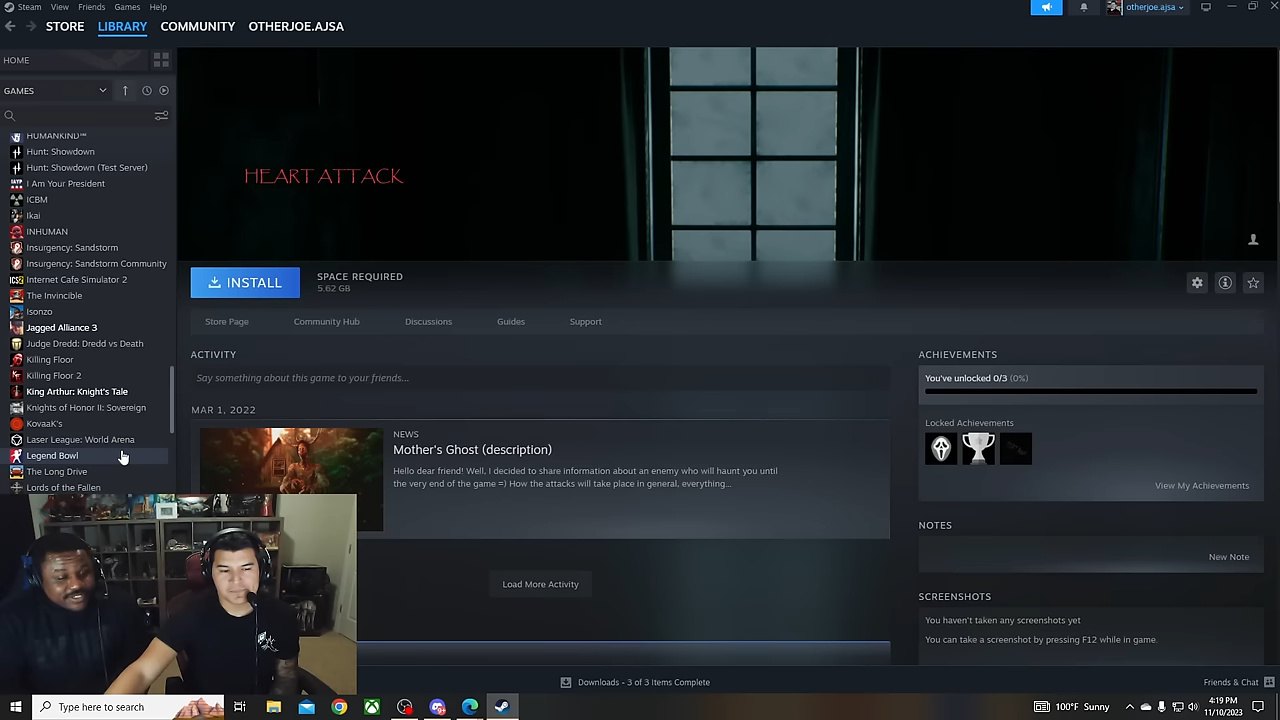 Steam View Friends Games Help
otherjoe.ajsa
STORE LIBRARY COMMUNITY OTHERJOE.AJSA
HOME
GAMES
HUMANKIND™
Hunt: Showdown
Hunt: Showdown (Test Server)
I Am Your President
ICBM
Ikai
INHUMAN
Insurgency: Sandstorm
Insurgency: Sandstorm Community
Internet Cafe Simulator 2
The Invincible
Isonzo
Jagged Alliance 3
Judge Dredd: Dredd vs Death
Killing Floor
Killing Floor 2
King Arthur: Knight's Tale
Knights of Honor II: Sovereign
KovaaK's
Laser League: World Arena
Legend Bowl
The Long Drive
Lords of the Fallen
HEART ATTACK
INSTALL
SPACE REQUIRED
5.62 GB
Store Page Community Hub Discussions Guides Support
ACTIVITY
Say something about this game to your friends...
MAR 1, 2022
NEWS
Mother's Ghost (description)
Hello dear friend! Well, I decided to share information about an enemy who will haunt you until
the very end of the game =) How the attacks will take place in general, everything...
Load More Activity
ACHIEVEMENTS
You've unlocked 0/3 (0%)
Locked Achievements
View My Achievements
NOTES
New Note
SCREENSHOTS
You haven't taken any screenshots yet
You can take a screenshot by pressing F12 while in game.
Downloads - 3 of 3 Items Complete
Friends & Chat
Type here to search
100°F Sunny
4:19 PM
11/10/2023